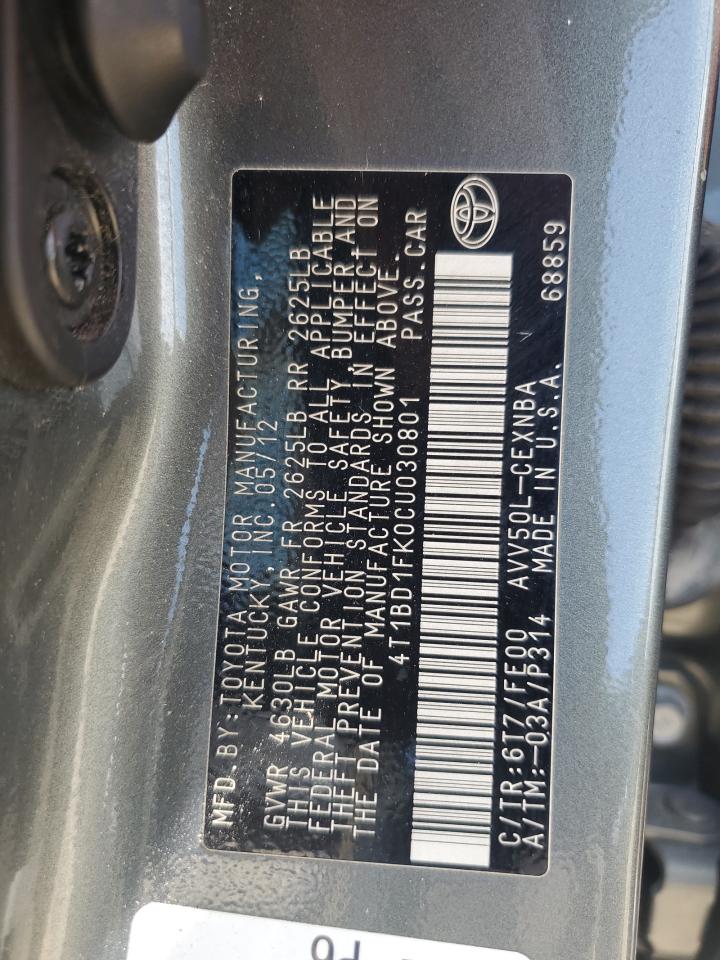 MFD. BY: TOYOTA MOTOR MANUFACTURING,
KENTUCKY, INC. 05/12
GVWR 4630LB GAWR FR 2625LB RR 2625LB
THIS VEHICLE CONFORMS TO ALL APPLICABLE
FEDERAL MOTOR VEHICLE SAFETY, BUMPER, AND
THEFT PREVENTION STANDARDS IN EFFECT ON
THE DATE OF MANUFACTURE SHOWN ABOVE.
4T1BD1FK0CU030801 PASS. CAR
C/TR: 6T7/FE00 AVV50L-CEXNBA 68859
A/TM: -03A/P314 MADE IN U.S.A.
P6